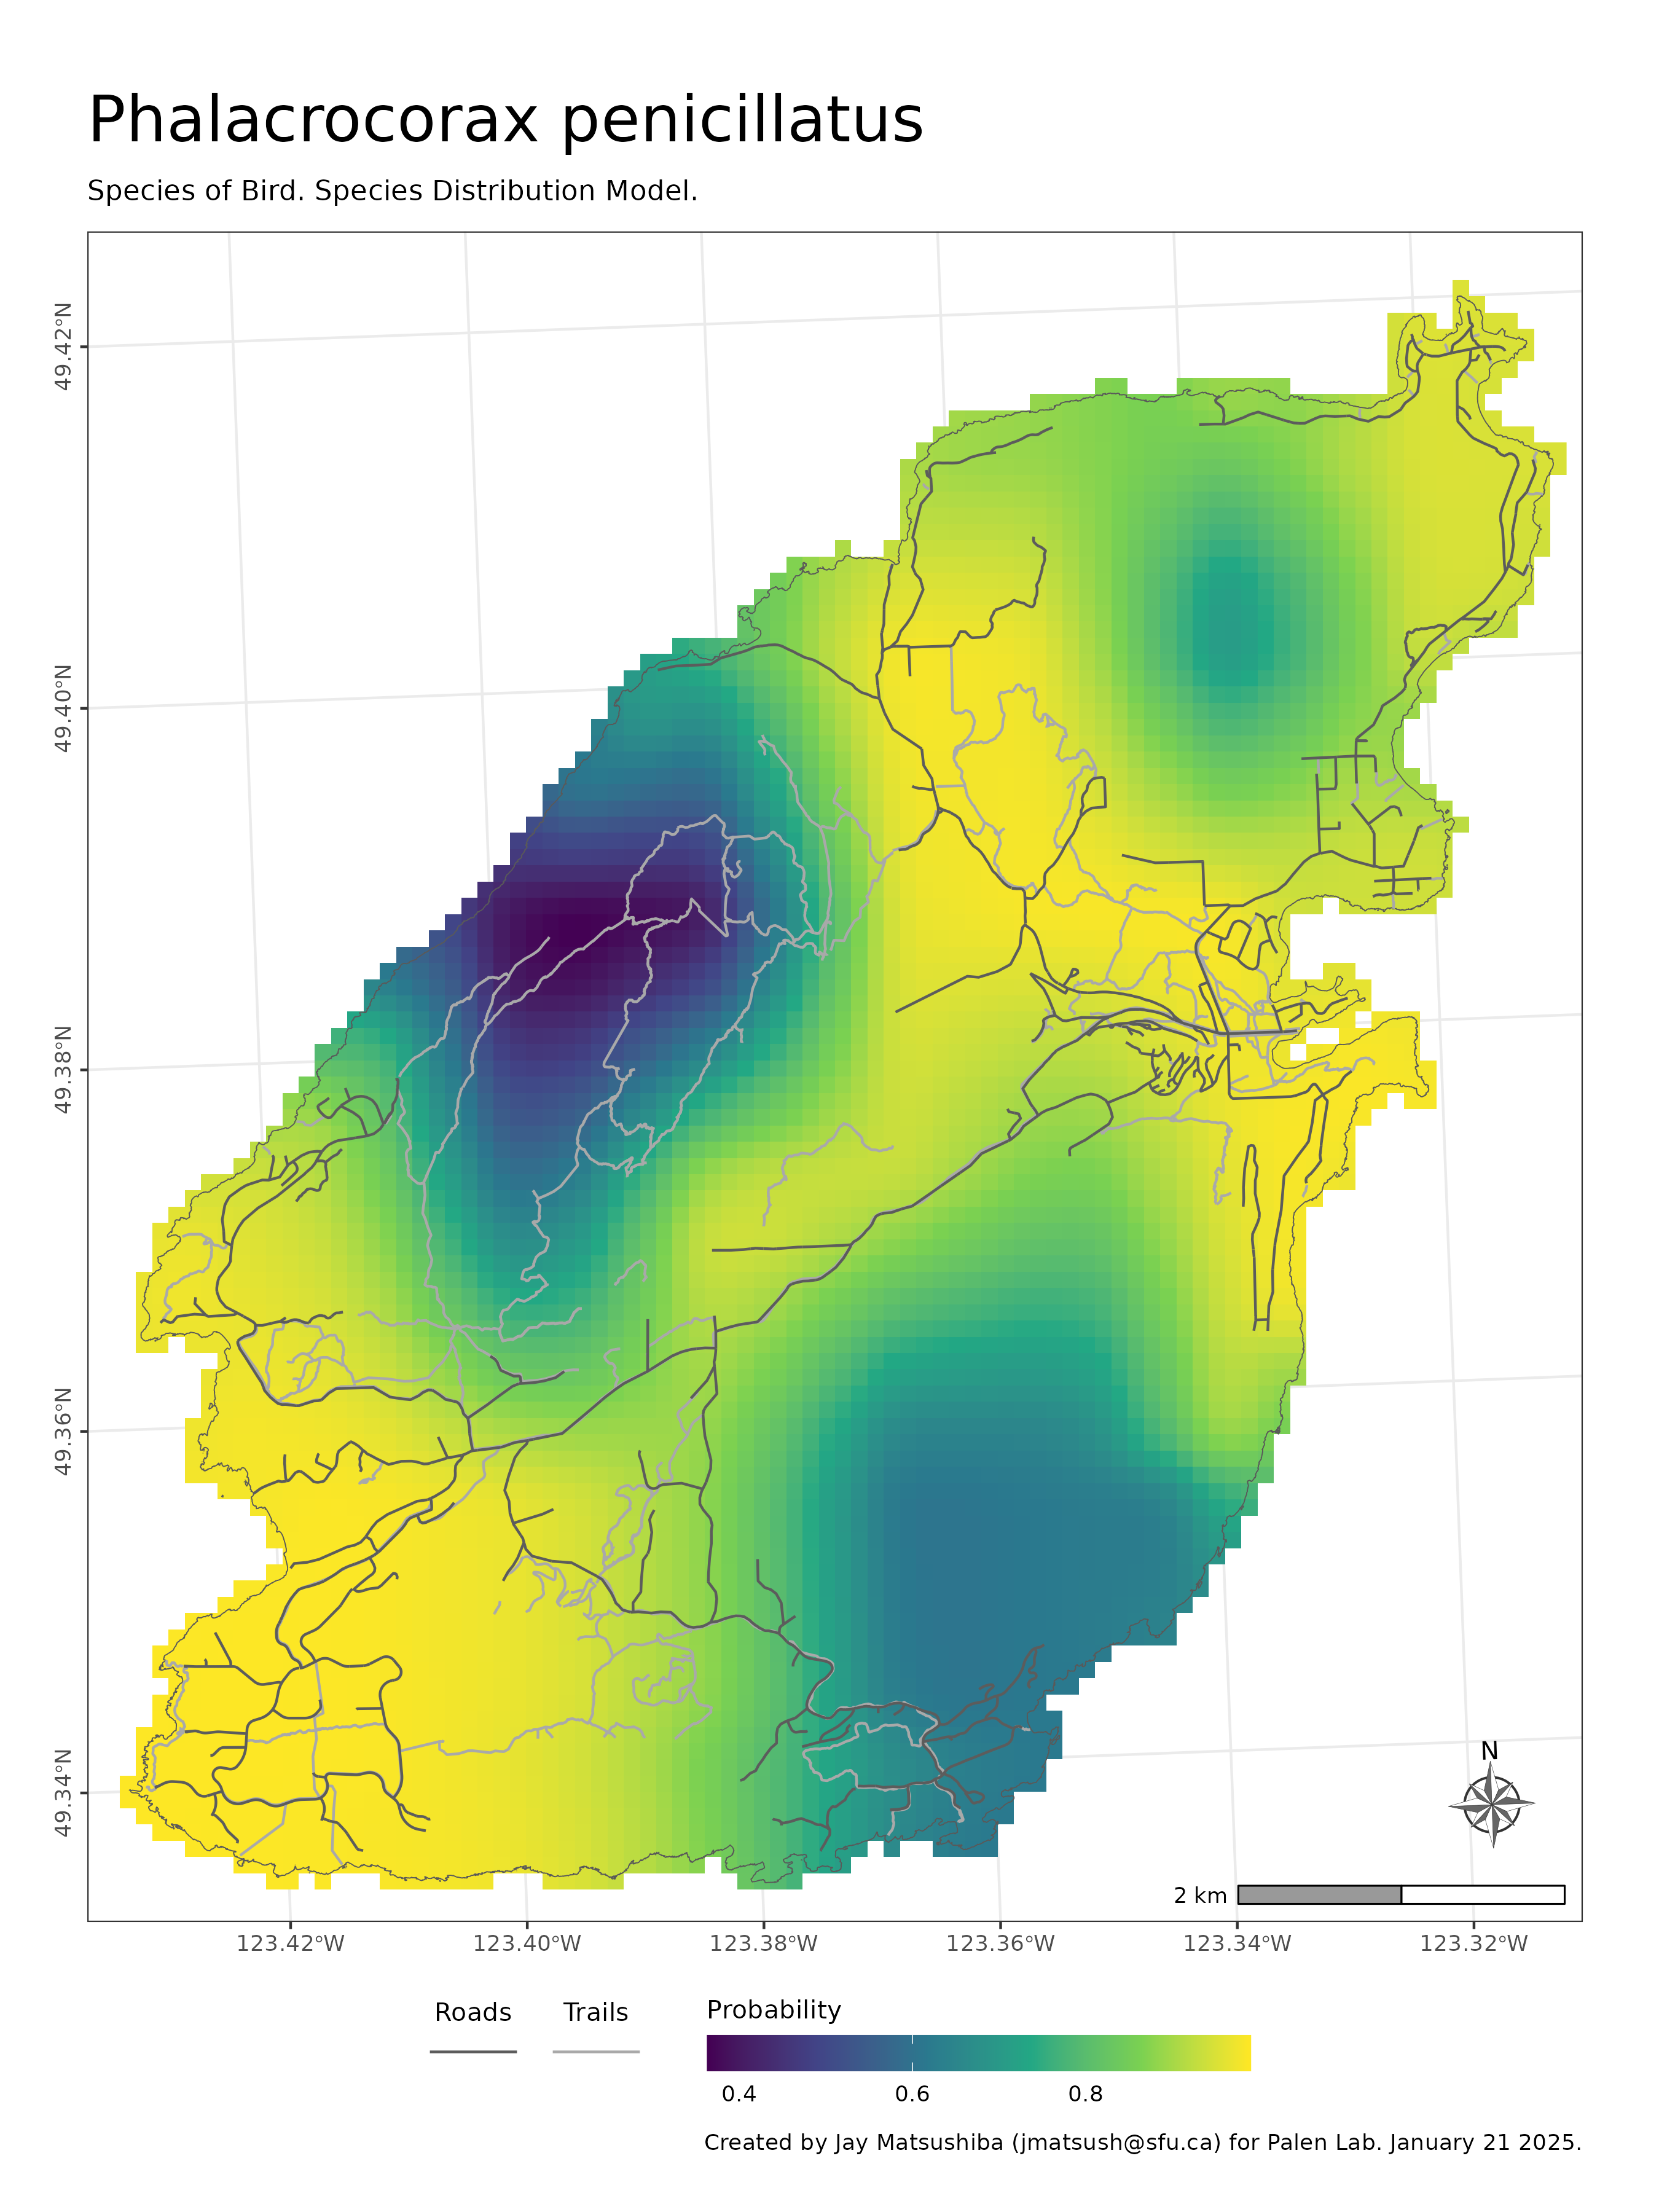 Phalacrocorax penicillatus
Species of Bird. Species Distribution Model.
49.42°N
49.40°N
49.38°N
49.36°N
49.34°N
N
2 km
123.42°W 123.40°W 123.38°W 123.36°W 123.34°W 123.32°W
Roads Trails Probability
0.4 0.6 0.8
Created by Jay Matsushiba (jmatsush@sfu.ca) for Palen Lab. January 21 2025.